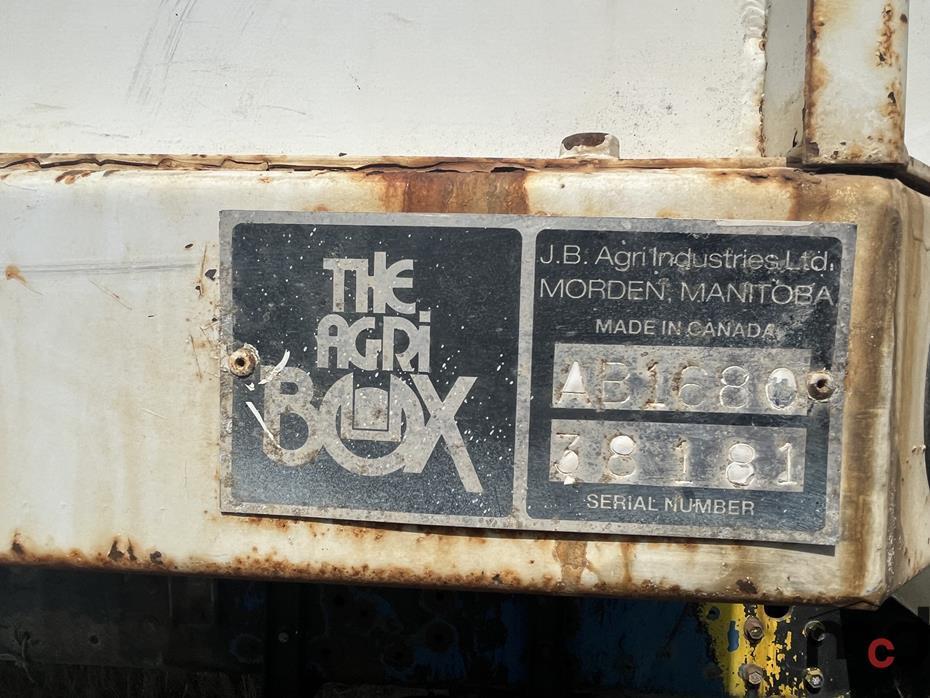 THE
AGRI
BOX
J.B. Agri Industries Ltd.
MORDEN, MANITOBA
MADE IN CANADA
AB1680
38181
SERIAL NUMBER
c